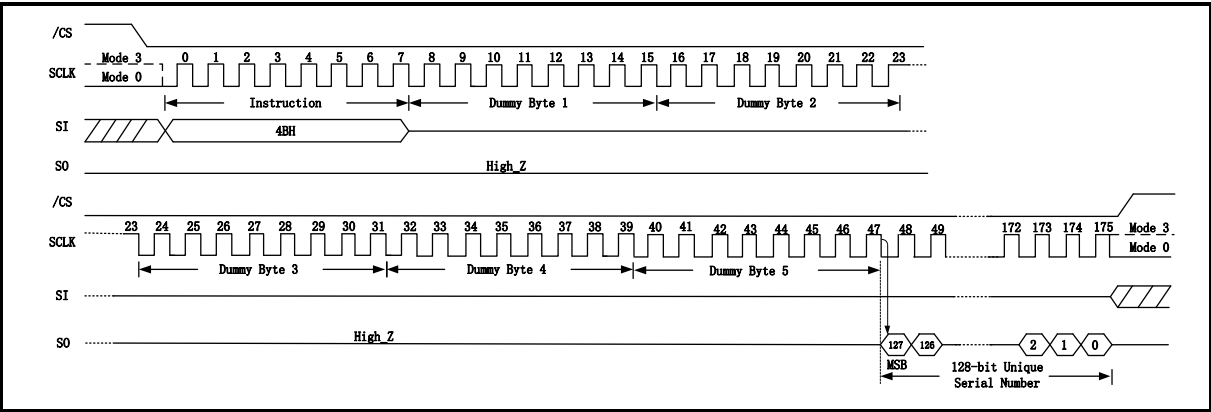 /CS
Mode 3 0 1 2 3 4 5 6 7 8 9 10 11 12 13 14 15 16 17 18 19 20 21 22 23
SCLK
Mode 0
Instruction Dummy Byte 1 Dummy Byte 2
SI
4BH
SO High_Z
/CS
23 24 25 26 27 28 29 30 31 32 33 34 35 36 37 38 39 40 41 42 43 44 45 46 47 48 49 172 173 174 175 Mode 3
SCLK
Mode 0
Dummy Byte 3 Dummy Byte 4 Dummy Byte 5
SI
High_Z
SO 127 126 2 1 0
MSB
128-bit Unique
Serial Number